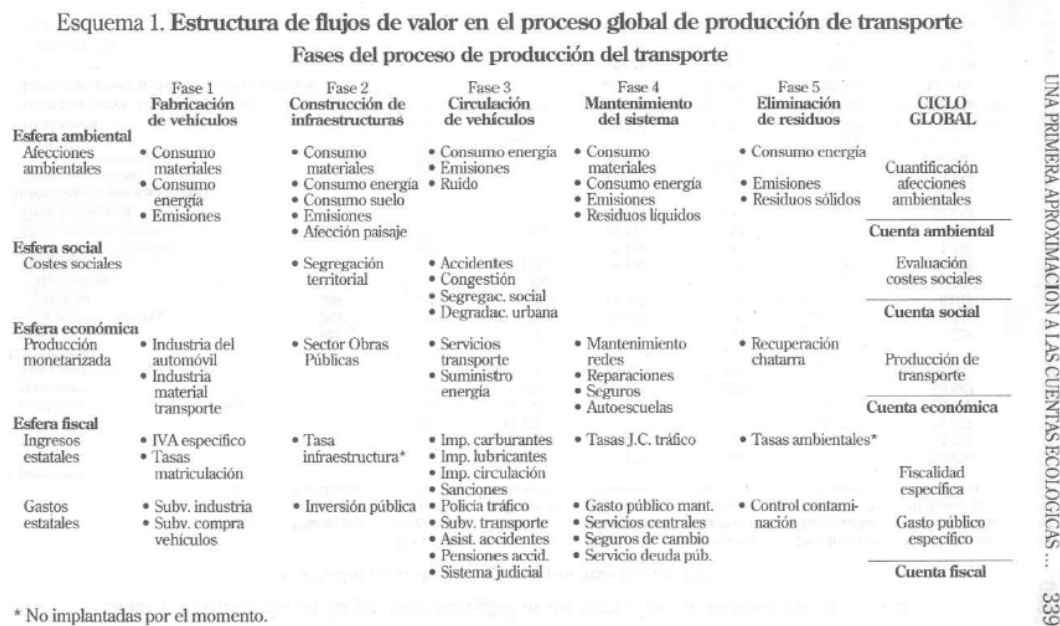 Esquema 1. Estructura de flujos de valor en el proceso global de producción de transporte
Fases del proceso de producción del transporte
Fase 1
Fabricación
de vehículos
Fase 2
Construcción de
infraestructuras
Fase 3
Circulación
de vehículos
Fase 4
Mantenimiento
del sistema
Fase 5
Eliminación
de residuos
CICLO
GLOBAL
Esfera ambiental
Afecciones
ambientales
• Consumo
materiales
• Consumo
energía
• Emisiones
• Consumo
materiales
• Consumo energía
• Consumo suelo
• Emisiones
• Afección paisaje
• Consumo energía
• Emisiones
• Ruido
• Consumo
materiales
• Consumo energía
• Emisiones
• Residuos líquidos
• Consumo energía
• Emisiones
• Residuos sólidos
Cuantificación
afecciones
ambientales
Cuenta ambiental
Esfera social
Costes sociales
• Segregación
territorial
• Accidentes
• Congestión
• Segregac. social
• Degradac. urbana
Evaluación
costes sociales
Cuenta social
Esfera económica
Producción
monetarizada
• Industria del
automóvil
• Industria
material
transporte
• Sector Obras
Públicas
• Servicios
transporte
• Suministro
energía
• Mantenimiento
redes
• Reparaciones
• Seguros
• Autoescuelas
• Recuperación
chatarra
Producción de
transporte
Cuenta económica
Esfera fiscal
Ingresos
estatales
• IVA específico
• Tasas
matriculación
• Tasa
infraestructura*
• Imp. carburantes
• Imp. lubricantes
• Imp. circulación
• Sanciones
• Tasas J.C. tráfico
• Tasas ambientales*
Fiscalidad
específica
Gastos
estatales
• Subv. industria
• Subv. compra
vehículos
• Inversión pública
• Policía tráfico
• Subv. transporte
• Asist. accidentes
• Pensiones accid.
• Sistema judicial
• Gasto público mant.
• Servicios centrales
• Seguros de cambio
• Servicio deuda púb.
• Control contami-
nación
Gasto público
específico
Cuenta fiscal
* No implantadas por el momento.
UNA PRIMERA APROXIMACION A LAS CUENTAS ECOLOGICAS ...
339